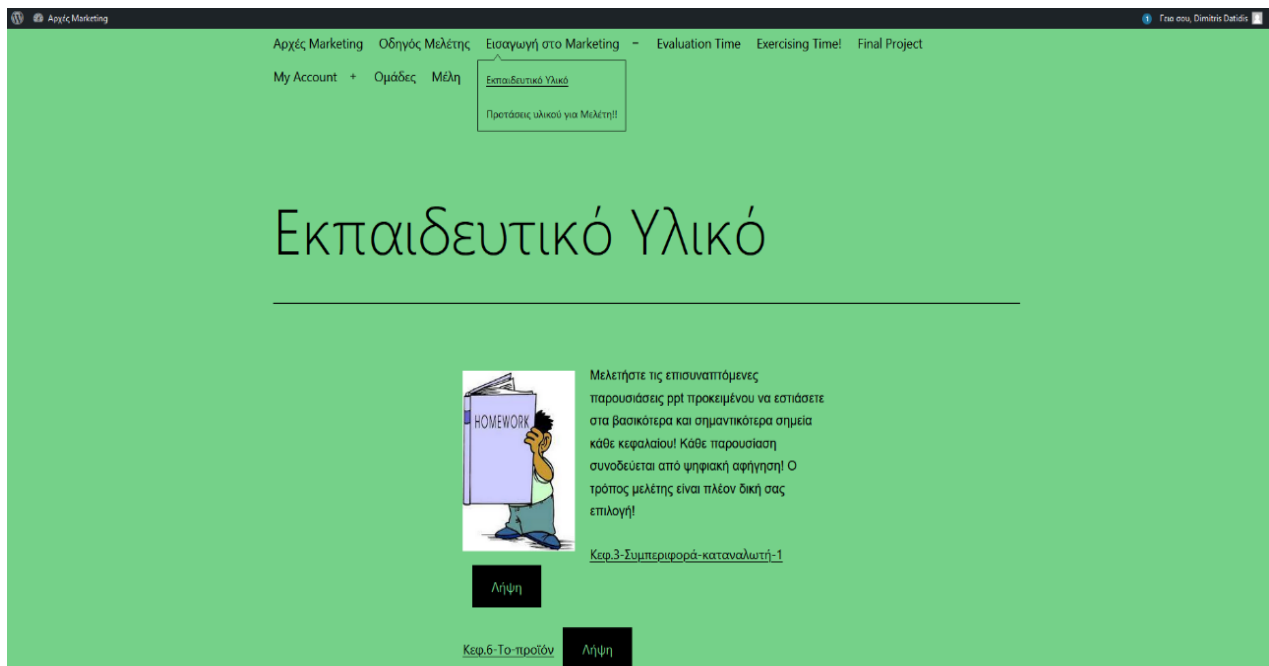 Αρχές Marketing
1 Γεια σου, Dimitris Datidis
Αρχές Marketing Οδηγός Μελέτης Εισαγωγή στο Marketing − Evaluation Time Exercising Time! Final Project
My Account + Ομάδες Μέλη
Εκπαιδευτικό Υλικό
Προτάσεις υλικού για Μελέτη!!
Εκπαιδευτικό Υλικό
HOMEWORK
Μελετήστε τις επισυναπτόμενες
παρουσιάσεις ppt προκειμένου να εστιάσετε
στα βασικότερα και σημαντικότερα σημεία
κάθε κεφαλαίου! Κάθε παρουσίαση
συνοδεύεται από ψηφιακή αφήγηση! Ο
τρόπος μελέτης είναι πλέον δική σας
επιλογή!
Κεφ.3-Συμπεριφορά-καταναλωτή-1
Λήψη
Κεφ.6-Το-προϊόν Λήψη